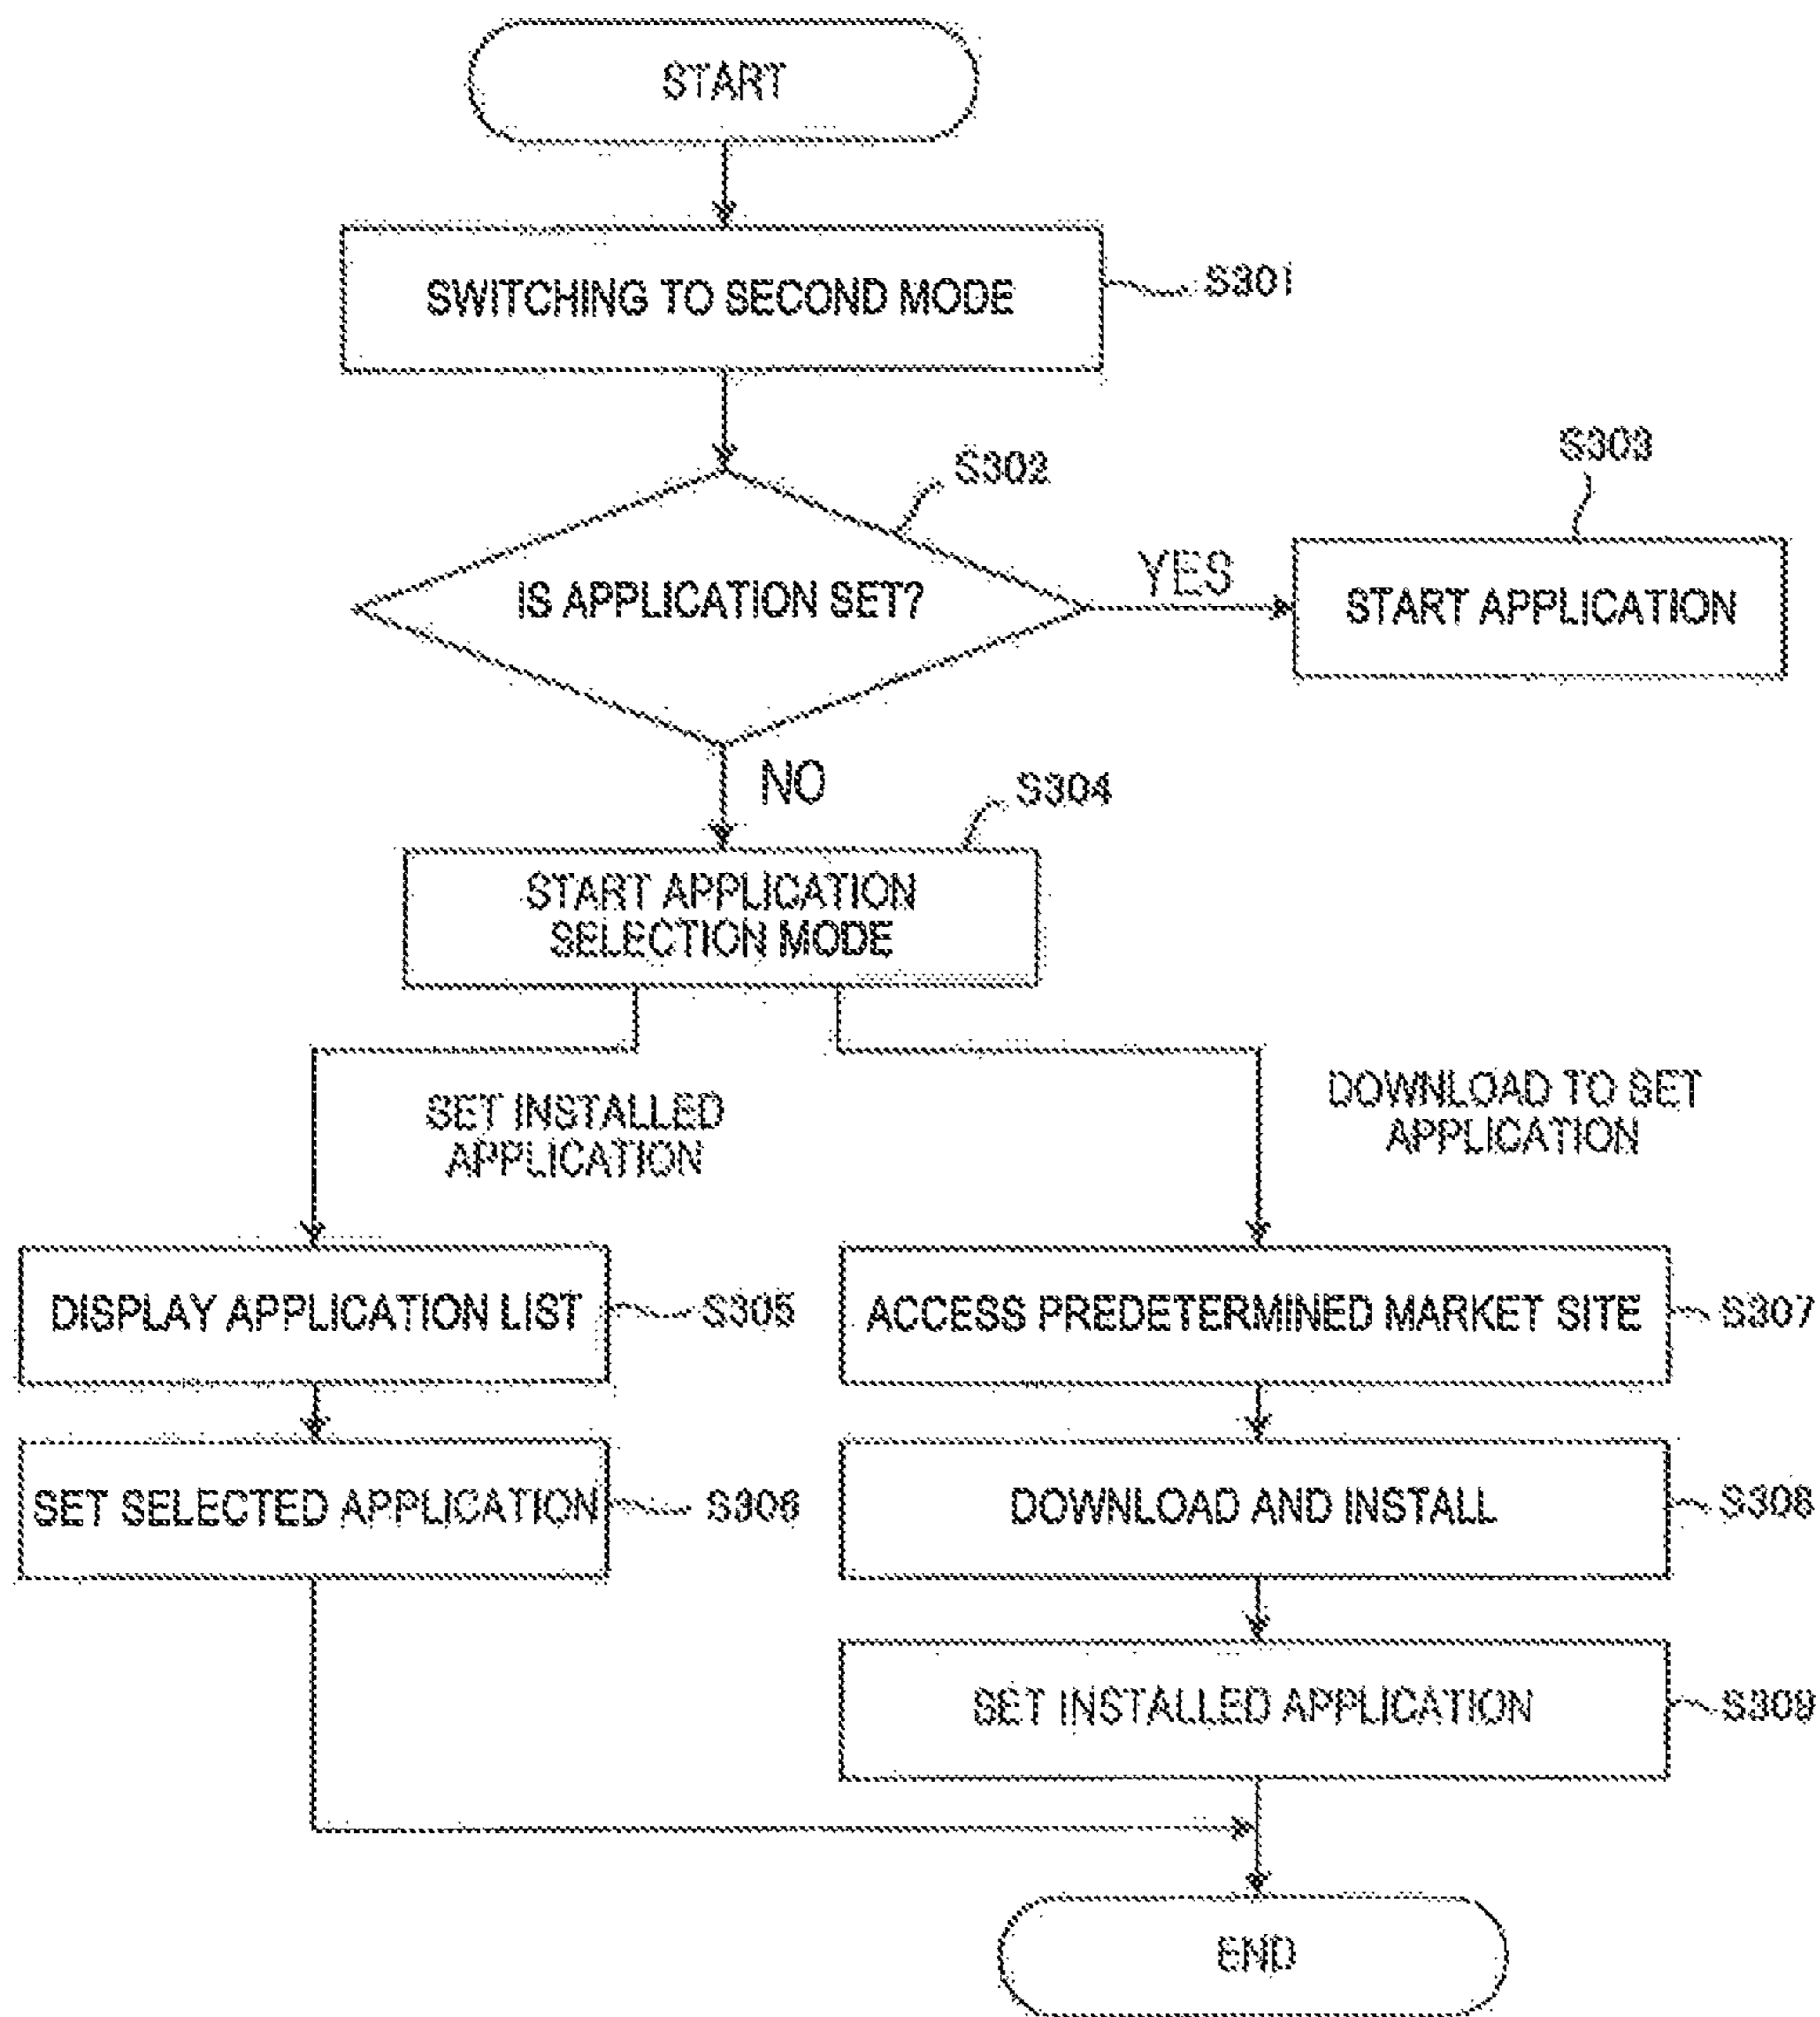 START
SWITCHING TO SECOND MODE
S301
S302
S303
IS APPLICATION SET?
YES
START APPLICATION
NO
S304
START APPLICATION
SELECTION MODE
SET INSTALLED
APPLICATION
DOWNLOAD TO SET
APPLICATION
DISPLAY APPLICATION LIST
S305
ACCESS PREDETERMINED MARKET SITE
S307
SET SELECTED APPLICATION
S306
DOWNLOAD AND INSTALL
S308
SET INSTALLED APPLICATION
S309
END